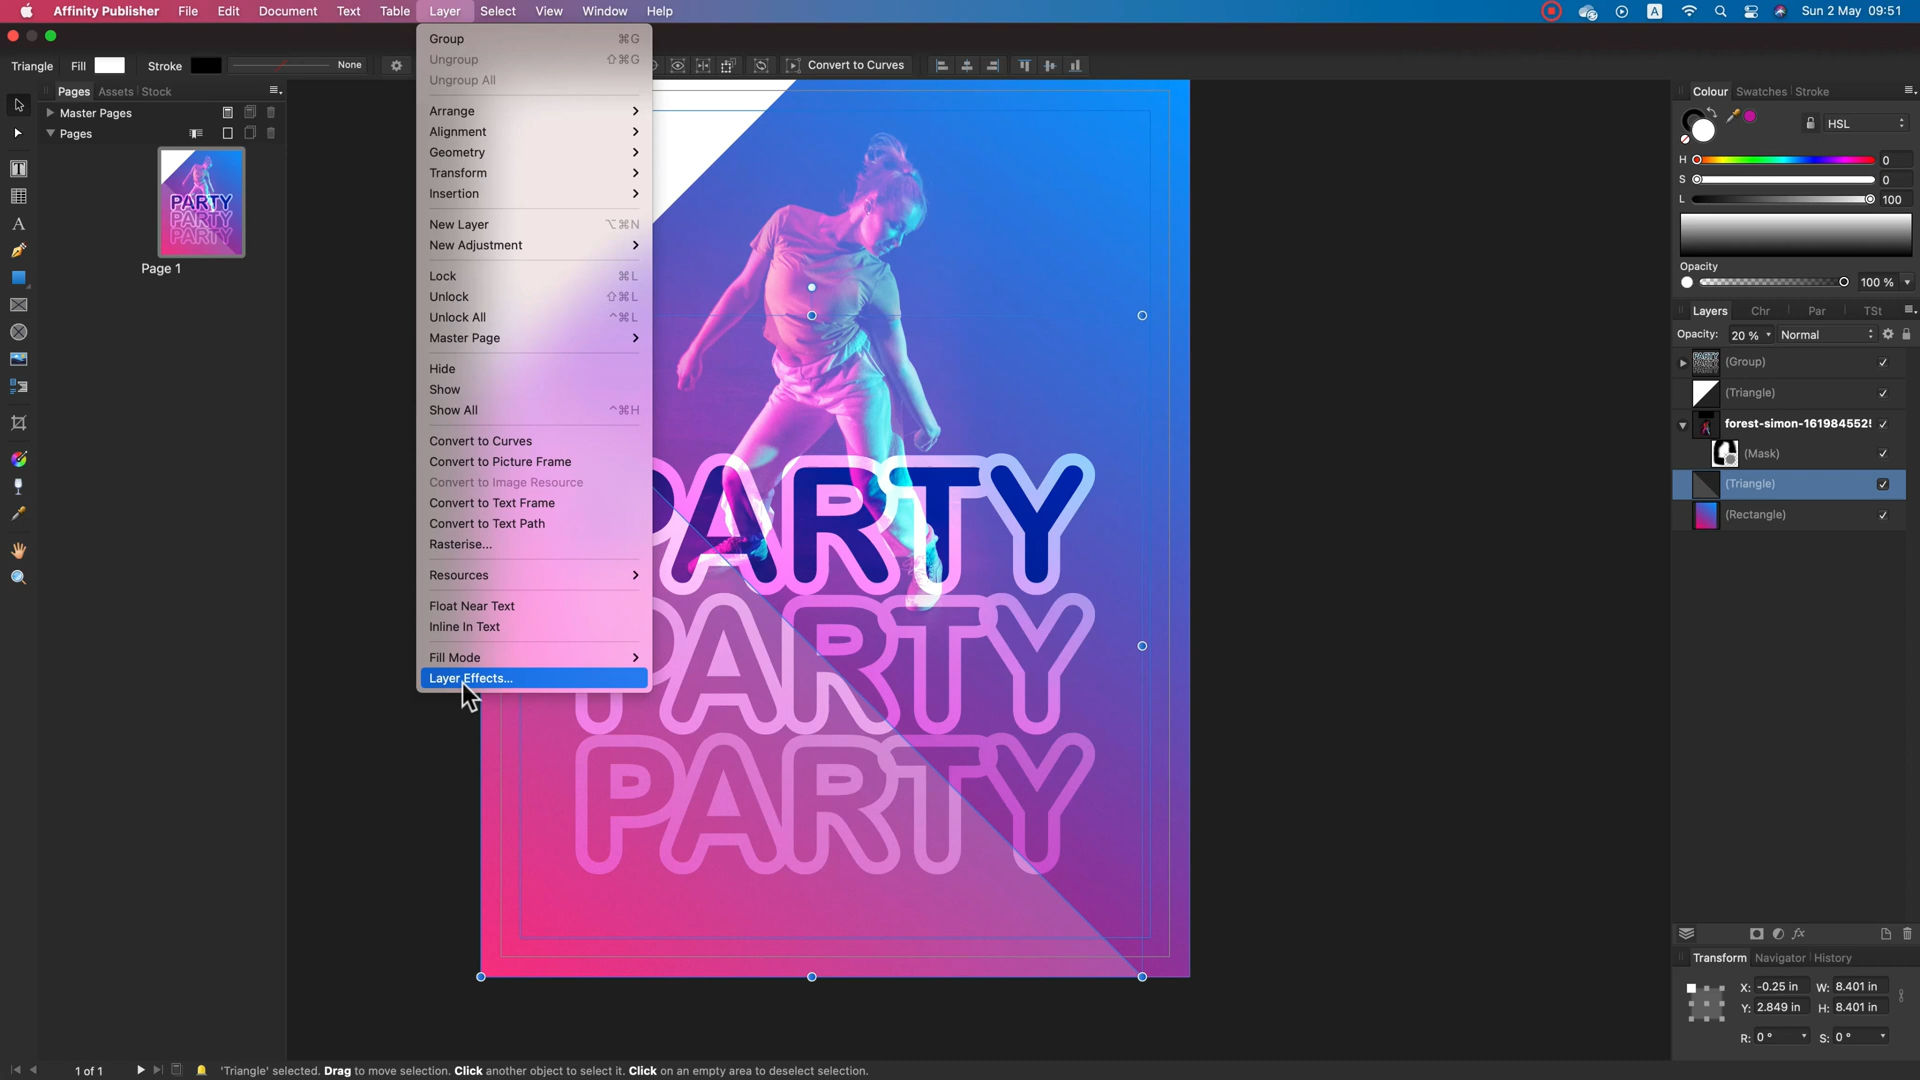 Affinity Publisher File Edit Document Text Table Layer Select View Window Help A Sun 2 May 09:51
Triangle Fill Stroke None Convert to Curves
Pages Assets Stock
Master Pages
Pages
PARTY
PARTY
PARTY
Page 1
Group ⌘G
Ungroup ⇧⌘G
Ungroup All
Arrange
Alignment
Geometry
Transform
Insertion
New Layer ⌥⌘N
New Adjustment
Lock ⌘L
Unlock ⇧⌘L
Unlock All ^⌘L
Master Page
Hide
Show
Show All ^⌘H
Convert to Curves
Convert to Picture Frame
Convert to Image Resource
Convert to Text Frame
Convert to Text Path
Rasterise...
Resources
Float Near Text
Inline In Text
Fill Mode
Layer Effects...
PARTY
PARTY
PARTY
Colour Swatches Stroke
HSL
H 0
S 0
L 100
Opacity
100 %
Layers Chr Par TSt
Opacity: 20 % Normal
(Group)
(Triangle)
forest-simon-1619845525
(Mask)
(Triangle)
(Rectangle)
fx
Transform Navigator History
X: -0.25 in W: 8.401 in
Y: 2.849 in H: 8.401 in
R: 0 ° S: 0 °
1 of 1 'Triangle' selected. Drag to move selection. Click another object to select it. Click on an empty area to deselect selection.